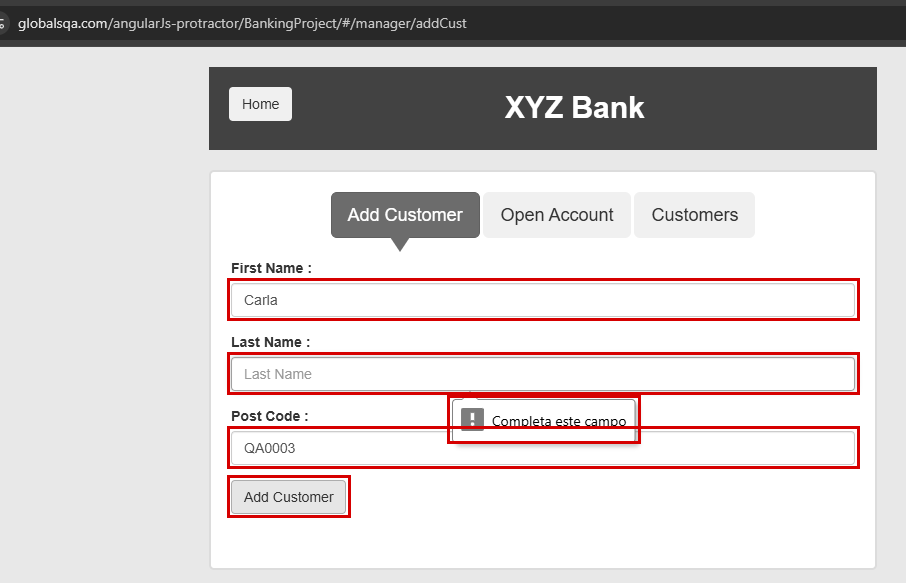 globalsqa.com/angularJs-protractor/BankingProject/#/manager/addCust
Home
XYZ Bank
Add Customer
Open Account
Customers
First Name :
Carla
Last Name :
Last Name
Post Code :
! Completa este campo
QA0003
Add Customer